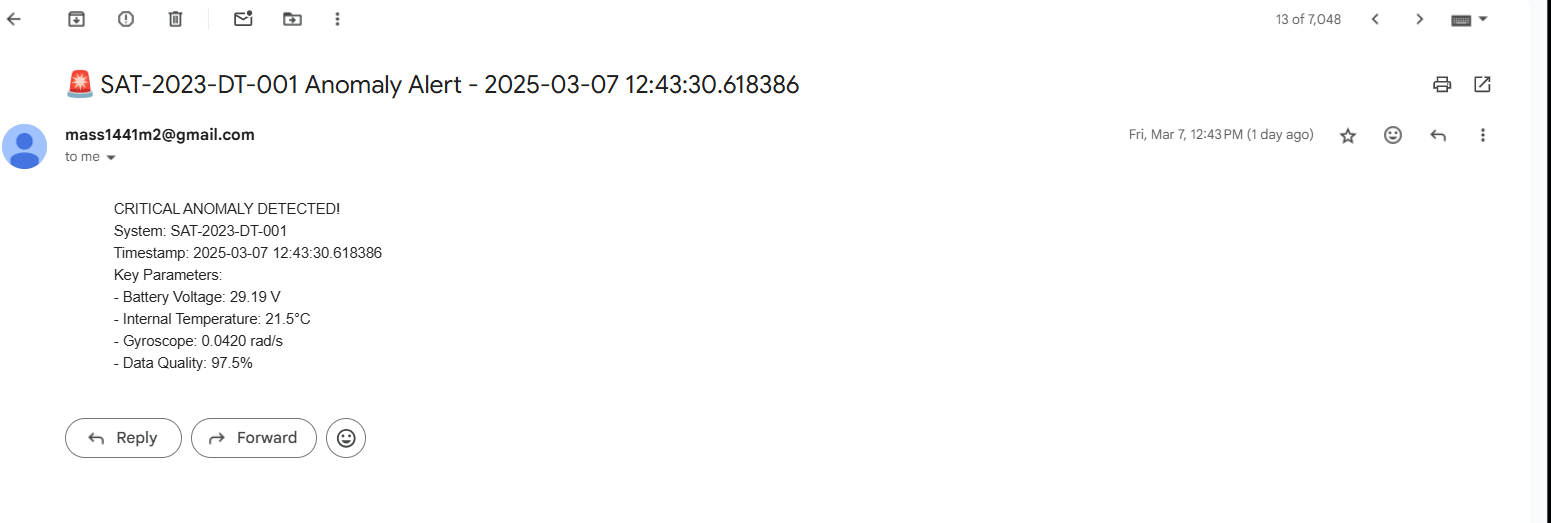 13 of 7,048
🚨 SAT-2023-DT-001 Anomaly Alert - 2025-03-07 12:43:30.618386
mass1441m2@gmail.com
Fri, Mar 7, 12:43 PM (1 day ago)
to me
CRITICAL ANOMALY DETECTED!
System: SAT-2023-DT-001
Timestamp: 2025-03-07 12:43:30.618386
Key Parameters:
- Battery Voltage: 29.19 V
- Internal Temperature: 21.5°C
- Gyroscope: 0.0420 rad/s
- Data Quality: 97.5%
Reply
Forward